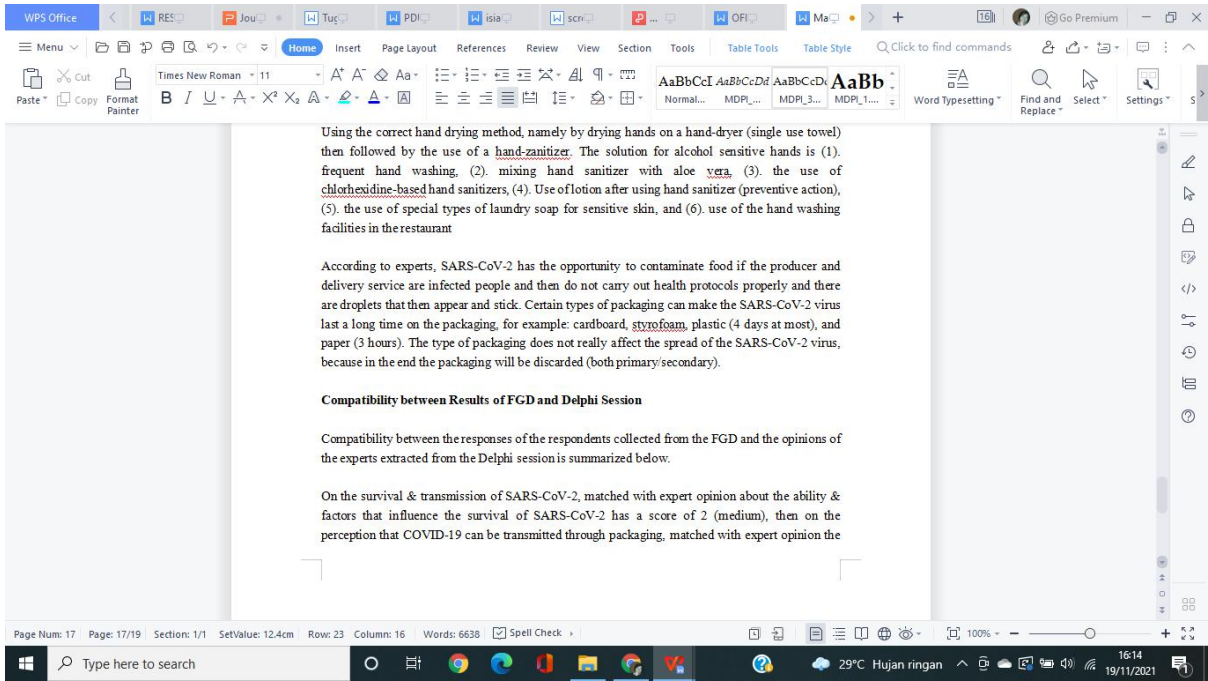 WPS Office RES Jou Tug PDI isia scre ... OFI Ma + 16 Go Premium
Menu Home Insert Page Layout References Review View Section Tools Table Tools Table Style Click to find commands
Paste Cut Copy Format Painter Times New Roman 11 AaBbCcI AaBbCcDd AaBbCcD AaBb Word Typesetting Find and Replace Select Settings S
Normal... MDPI_... MDPI_3... MDPI_1....
Using the correct hand drying method, namely by drying hands on a hand-dryer (single use towel)
then followed by the use of a hand-zanitizer. The solution for alcohol sensitive hands is (1).
frequent hand washing, (2). mixing hand sanitizer with aloe vera, (3). the use of
chlorhexidine-based hand sanitizers, (4). Use of lotion after using hand sanitizer (preventive action),
(5). the use of special types of laundry soap for sensitive skin, and (6). use of the hand washing
facilities in the restaurant
According to experts, SARS-CoV-2 has the opportunity to contaminate food if the producer and
delivery service are infected people and then do not carry out health protocols properly and there
are droplets that then appear and stick. Certain types of packaging can make the SARS-CoV-2 virus
last a long time on the packaging, for example: cardboard, styrofoam, plastic (4 days at most), and
paper (3 hours). The type of packaging does not really affect the spread of the SARS-CoV-2 virus,
because in the end the packaging will be discarded (both primary/secondary).
Compatibility between Results of FGD and Delphi Session
Compatibility between the responses of the respondents collected from the FGD and the opinions of
the experts extracted from the Delphi session is summarized below.
On the survival & transmission of SARS-CoV-2, matched with expert opinion about the ability &
factors that influence the survival of SARS-CoV-2 has a score of 2 (medium), then on the
perception that COVID-19 can be transmitted through packaging, matched with expert opinion the
Page Num: 17 Page: 17/19 Section: 1/1 SetValue: 12.4cm Row: 23 Column: 16 Words: 6638 Spell Check 100%
Type here to search 29°C Hujan ringan 16:14
19/11/2021